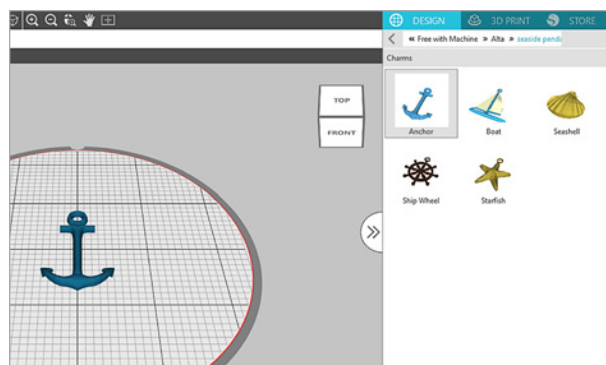 DESIGN 3D PRINT STORE
« Free with Machine » Alta » seaside pend
Charms
TOP
FRONT
Anchor Boat Seashell
Ship Wheel Starfish